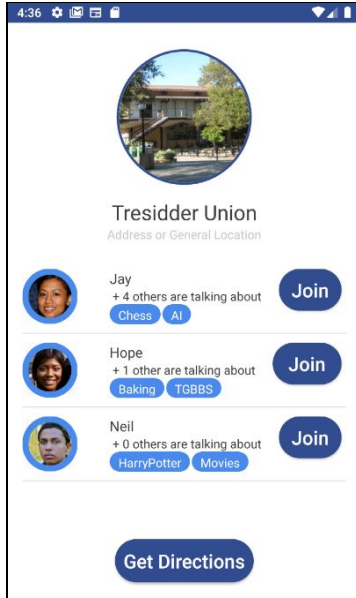 4:36
Tresidder Union
Address or General Location
Jay
+ 4 others are talking about
Chess AI
Join
Hope
+ 1 other are talking about
Baking TGBBS
Join
Neil
+ 0 others are talking about
HarryPotter Movies
Join
Get Directions